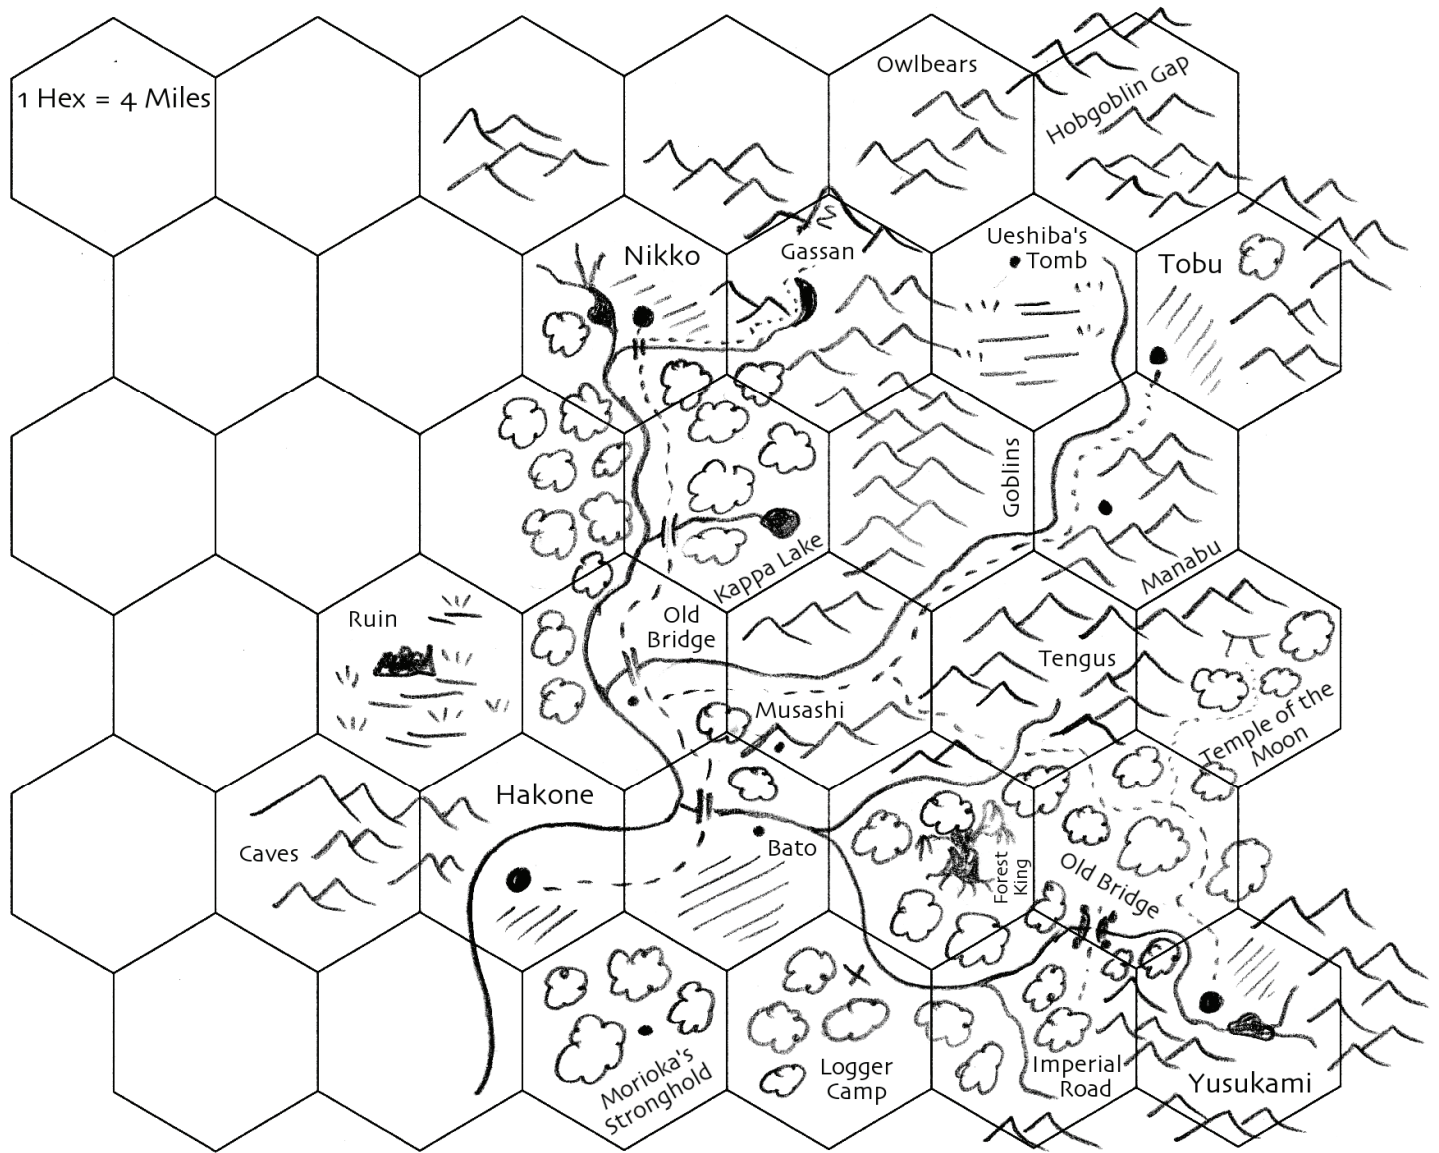 Owlbears
1 Hex = 4 Miles
Hobgoblin Gap
Nikko
Gassan
Ueshiba's
Tomb
Tobu
Goblins
Kappa Lake
Manabu
Ruin
Old
Bridge
Tengus
Musashi
Temple of the
Moon
Hakone
Caves
Bato
Forest
King
Old Bridge
Morioka's
Stronghold
Logger
Camp
Imperial
Road
Yusukami